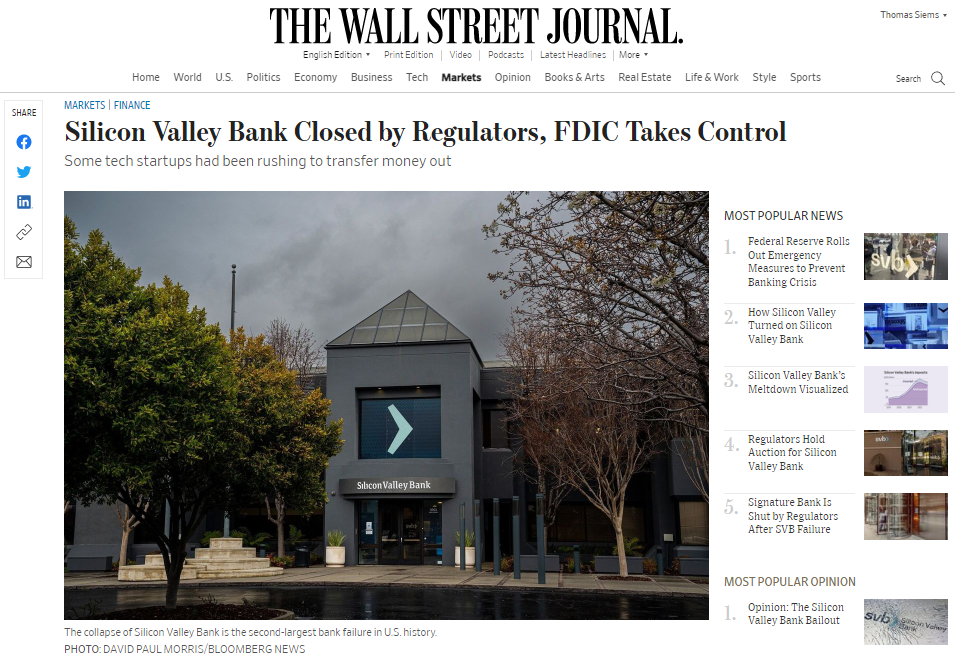 THE WALL STREET JOURNAL.
Thomas Siems
English Edition Print Edition Video Podcasts Latest Headlines More
Home World U.S. Politics Economy Business Tech Markets Opinion Books & Arts Real Estate Life & Work Style Sports
Search
SHARE
MARKETS | FINANCE
Silicon Valley Bank Closed by Regulators, FDIC Takes Control
Some tech startups had been rushing to transfer money out
Silicon Valley Bank
The collapse of Silicon Valley Bank is the second-largest bank failure in U.S. history.
PHOTO: DAVID PAUL MORRIS/BLOOMBERG NEWS
MOST POPULAR NEWS
1.
Federal Reserve Rolls
Out Emergency
Measures to Prevent
Banking Crisis
svb
2.
How Silicon Valley
Turned on Silicon
Valley Bank
3.
Silicon Valley Bank's
Meltdown Visualized
4.
Regulators Hold
Auction for Silicon
Valley Bank
svb
5.
Signature Bank Is
Shut by Regulators
After SVB Failure
MOST POPULAR OPINION
1.
Opinion: The Silicon
Valley Bank Bailout
svb
Silicon Valley
Bank